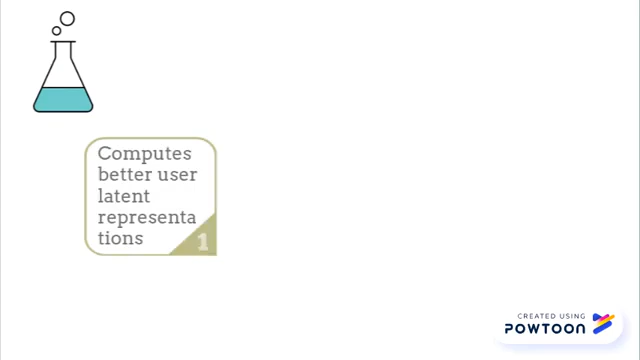 Computes
better user
latent
representa
tions
1
CREATED USING
POWTOON